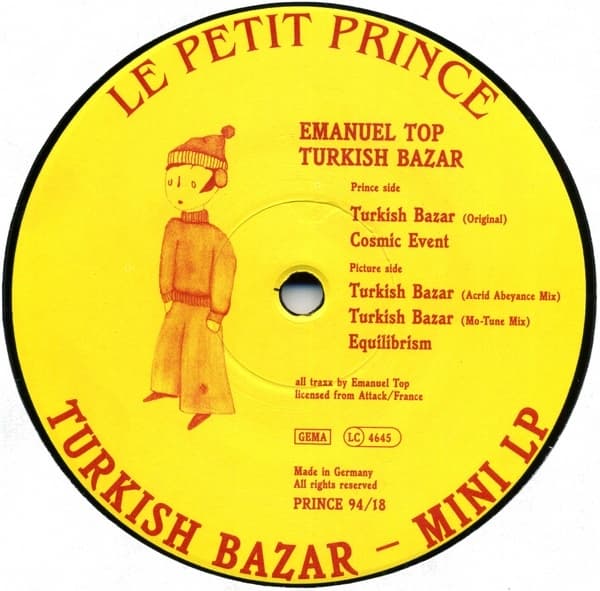 LE PETIT PRINCE
EMANUEL TOP
TURKISH BAZAR
Prince side
Turkish Bazar (Original)
Cosmic Event
Picture side
Turkish Bazar (Acrid Abeyance Mix)
Turkish Bazar (Mo-Tune Mix)
Equilibrism
all traxx by Emanuel Top
licensed from Attack/France
GEMA LC 4645
Made in Germany
All rights reserved
PRINCE 94/18
TURKISH BAZAR – MINI LP